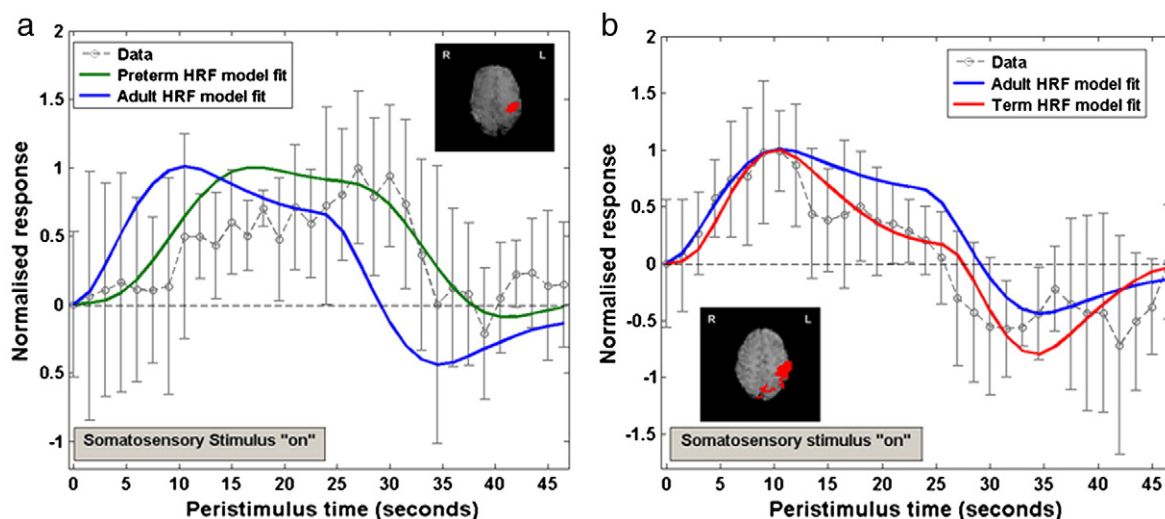 a
2
1.5
1
0.5
0
0.5
-1
Normalised response
Data
Preterm HRF model fit
Adult HRF model fit
R L
Somatosensory Stimulus "on"
0 5 10 15 20 25 30 35 40 45
Peristimulus time (seconds)
b
2
1.5
1
0.5
0
-0.5
-1
-1.5
Normalised response
Data
Adult HRF model fit
Term HRF model fit
R L
Somatosensory stimulus "on"
0 5 10 15 20 25 30 35 40 45
Peristimulus time (seconds)